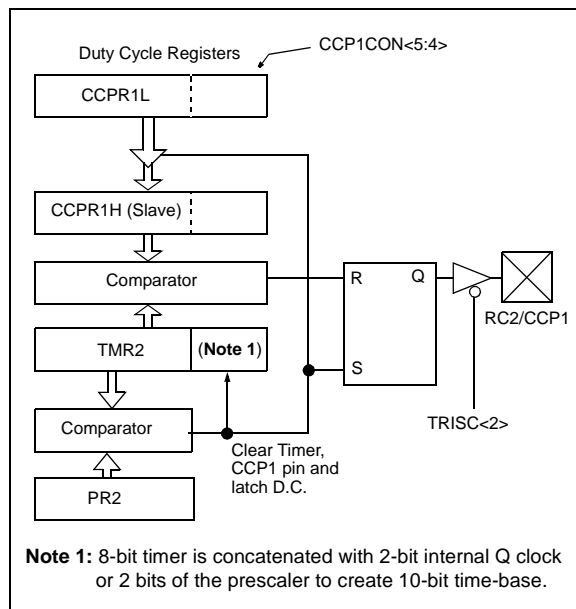 Duty Cycle Registers
CCP1CON<5:4>
CCPR1L
CCPR1H (Slave)
Comparator
R
Q
RC2/CCP1
TMR2
(Note 1)
S
TRISC<2>
Comparator
Clear Timer,
CCP1 pin and
latch D.C.
PR2
Note 1: 8-bit timer is concatenated with 2-bit internal Q clock
or 2 bits of the prescaler to create 10-bit time-base.